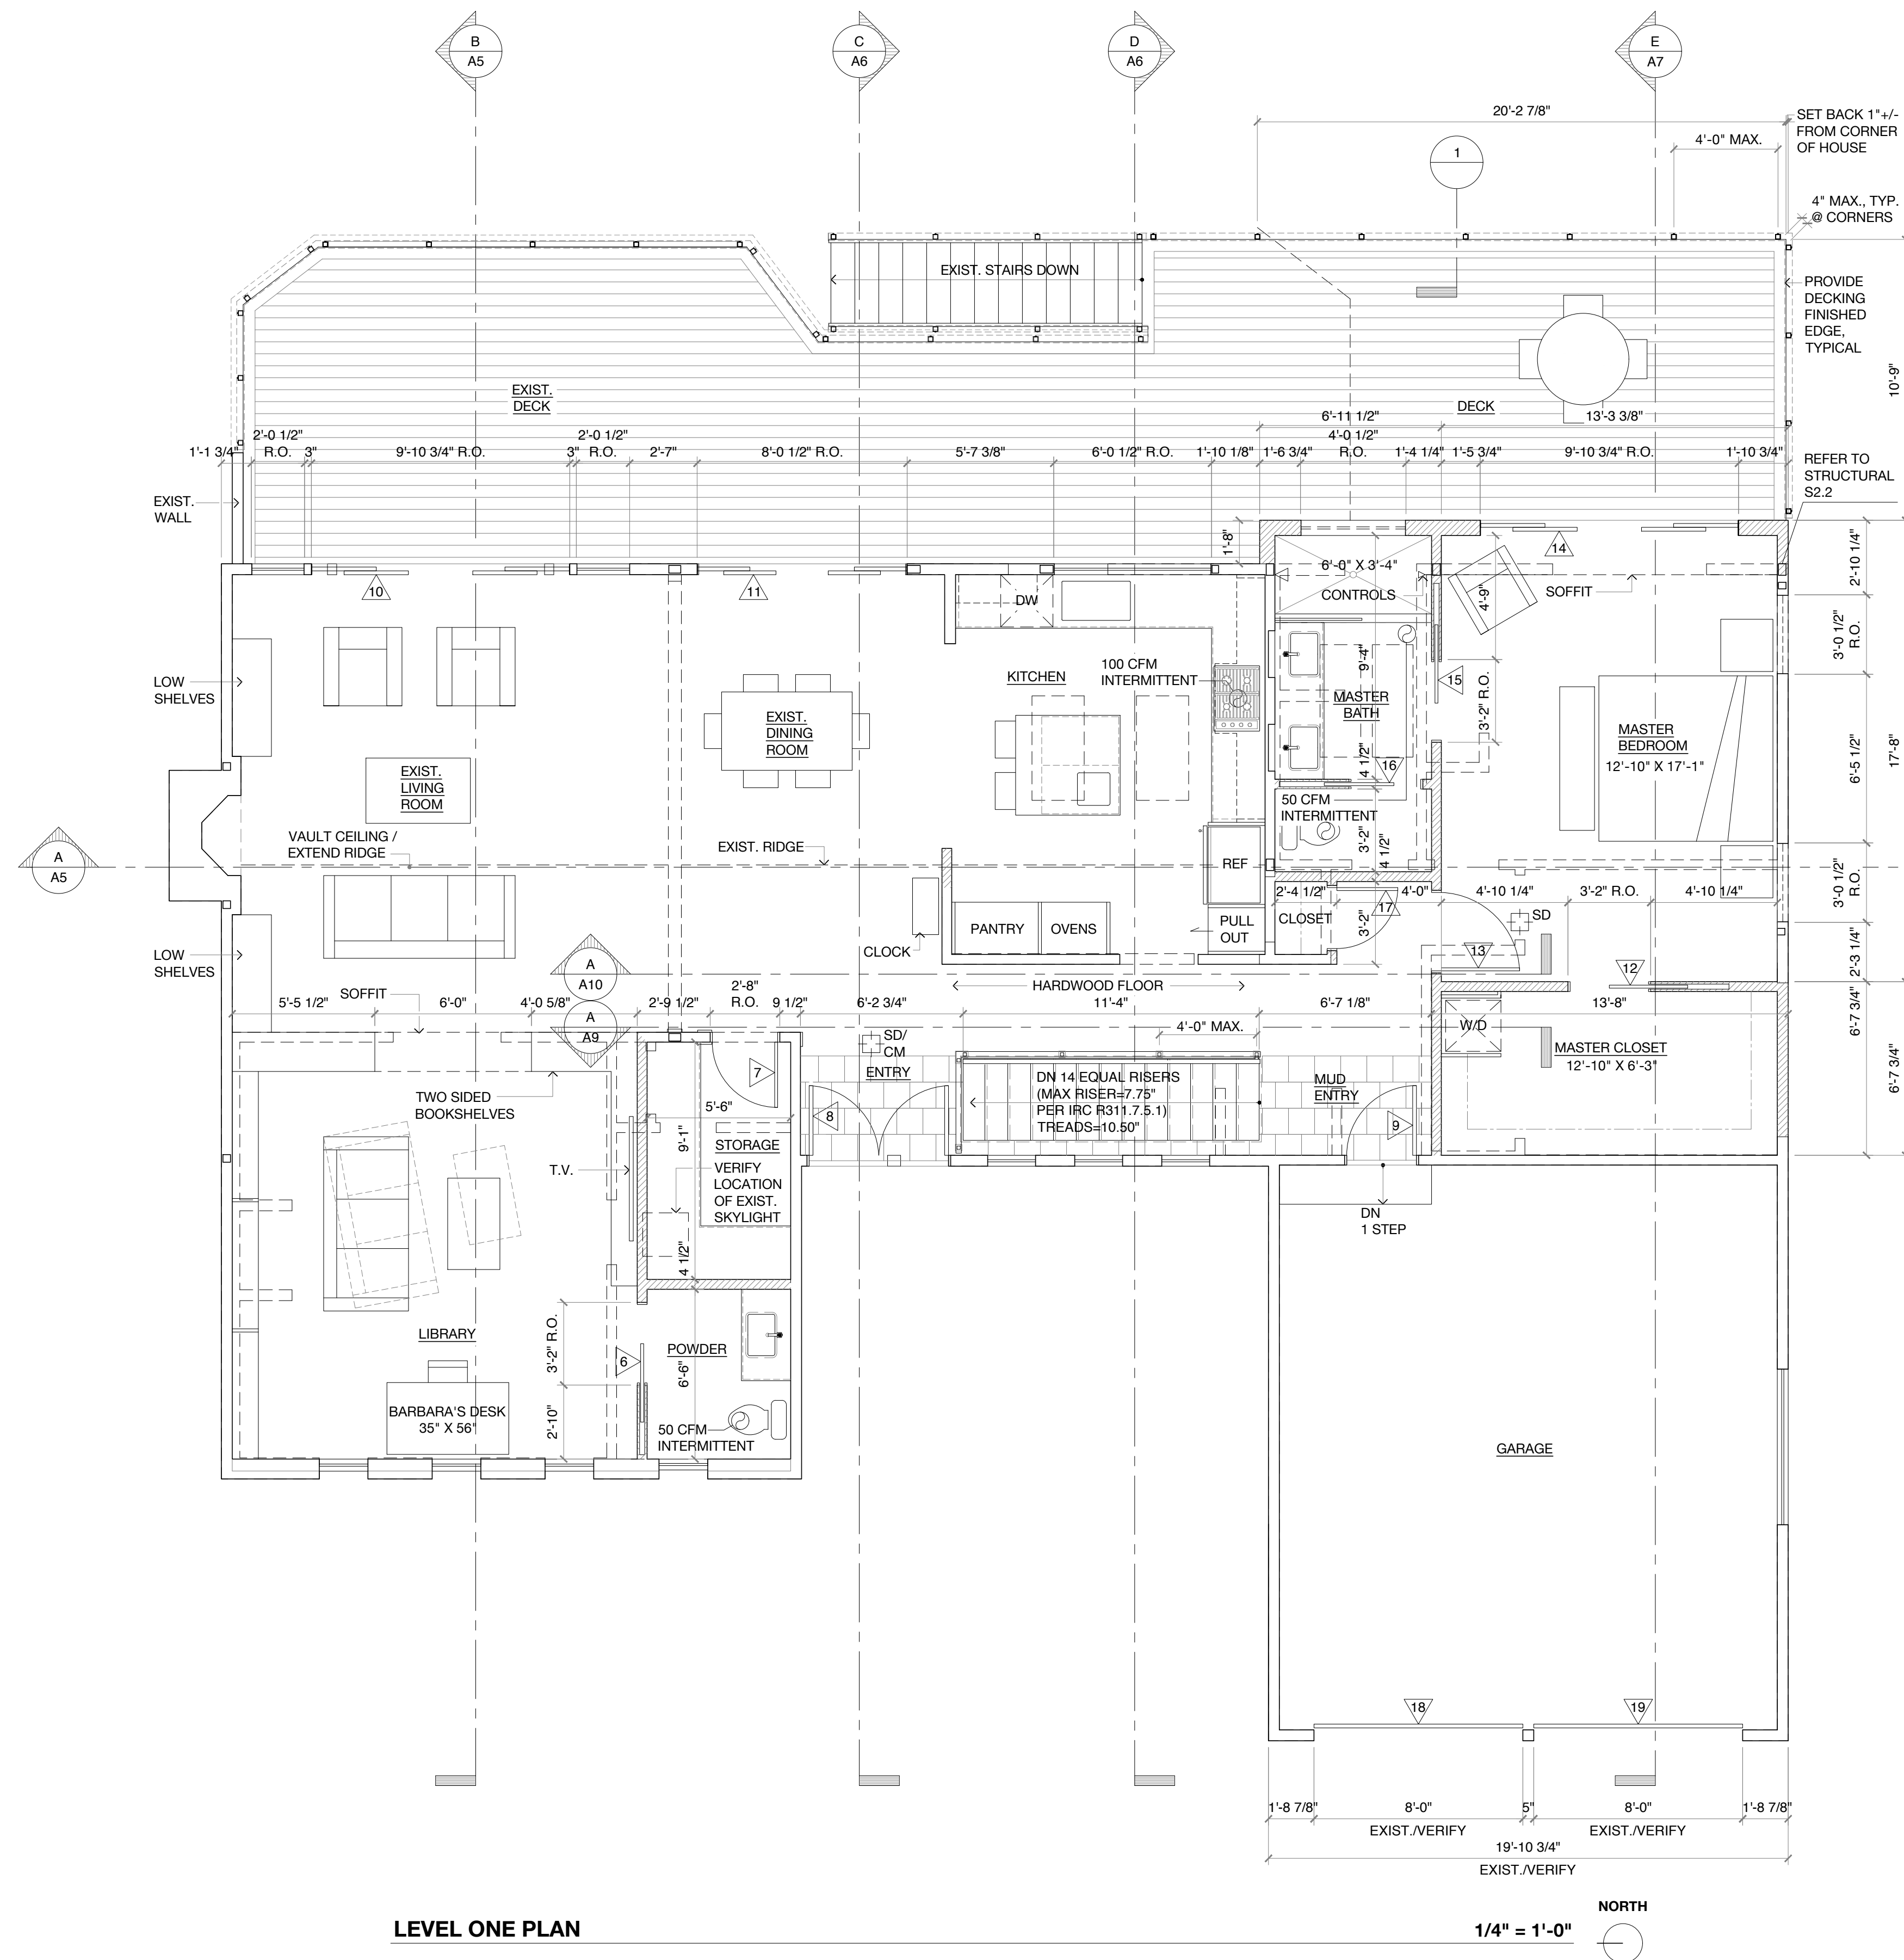 B
A5
C
A6
D
A6
E
A7
20'-2 7/8"
SET BACK 1"+/-
FROM CORNER
OF HOUSE
4'-0" MAX.
1
4" MAX., TYP.
@ CORNERS
EXIST. STAIRS DOWN
PROVIDE
DECKING
FINISHED
EDGE,
TYPICAL
10'-9"
EXIST.
DECK
DECK
6'-11 1/2"
13'-3 3/8"
1'-1 3/4"
2'-0 1/2"
R.O.
3"
9'-10 3/4" R.O.
3"
2'-0 1/2"
R.O.
2'-7"
8'-0 1/2" R.O.
5'-7 3/8"
6'-0 1/2" R.O.
1'-10 1/8"
1'-6 3/4"
4'-0 1/2"
R.O.
1'-4 1/4"
1'-5 3/4"
9'-10 3/4" R.O.
1'-10 3/4"
REFER TO
STRUCTURAL
S2.2
EXIST.
WALL
1'-8"
14
6'-0" X 3'-4"
CONTROLS
SOFFIT
4'-9"
2'-10 1/4"
10
11
DW
3'-0 1/2"
R.O.
LOW
SHELVES
KITCHEN
100 CFM
INTERMITTENT
9'-4"
MASTER
BATH
15
3'-2" R.O.
EXIST.
DINING
ROOM
MASTER
BEDROOM
12'-10" X 17'-1"
6'-5 1/2"
17'-8"
EXIST.
LIVING
ROOM
4 1/2"
16
50 CFM
INTERMITTENT
VAULT CEILING /
EXTEND RIDGE
EXIST. RIDGE
A
A5
REF
3'-2"
4 1/2"
2'-4 1/2"
4'-0"
4'-10 1/4"
3'-2" R.O.
4'-10 1/4"
3'-0 1/2"
R.O.
CLOSET
17
3'-2"
SD
PANTRY
OVENS
PULL
OUT
CLOCK
LOW
SHELVES
A
A10
13
12
2'-3 1/4"
HARDWOOD FLOOR
SOFFIT
5'-5 1/2"
6'-0"
4'-0 5/8"
2'-9 1/2"
2'-8"
R.O.
9 1/2"
6'-2 3/4"
11'-4"
6'-7 1/8"
13'-8"
6'-7 3/4"
A
A9
SD/
CM
4'-0" MAX.
W/D
MASTER CLOSET
12'-10" X 6'-3"
6'-7 3/4"
ENTRY
7
DN 14 EQUAL RISERS
(MAX RISER=7.75"
PER IRC R311.7.5.1)
TREADS=10.50"
MUD
ENTRY
TWO SIDED
BOOKSHELVES
5'-6"
8
9
9'-1"
STORAGE
T.V.
VERIFY
LOCATION
OF EXIST.
SKYLIGHT
DN
1 STEP
4 1/2"
LIBRARY
3'-2" R.O.
POWDER
6
6'-6"
BARBARA'S DESK
35" X 56"
2'-10"
50 CFM
INTERMITTENT
GARAGE
18
19
1'-8 7/8"
8'-0"
5"
8'-0"
1'-8 7/8"
EXIST./VERIFY
EXIST./VERIFY
19'-10 3/4"
EXIST./VERIFY
LEVEL ONE PLAN
1/4" = 1'-0"
NORTH